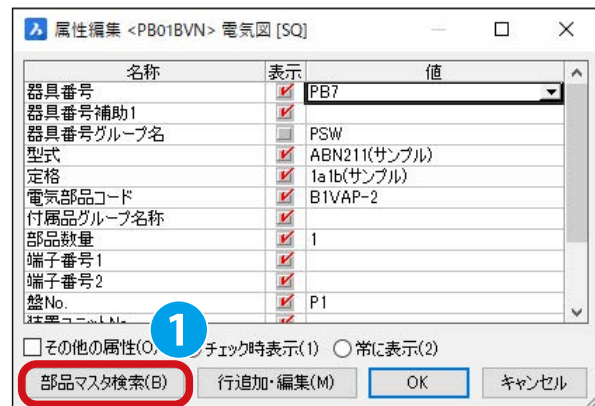 属性編集 <PB01BVN> 電気図 [SQ]
名称 表示 値
器具番号 PB7
器具番号補助1
器具番号グループ名 PSW
型式 ABN211(サンプル)
定格 1a1b(サンプル)
電気部品コード B1VAP-2
付属品グループ名称
部品数量 1
端子番号1
端子番号2
盤No. P1
1
その他の属性(O) チェック時表示(1) 常に表示(2)
部品マスタ検索(B) 行追加・編集(M) OK キャンセル